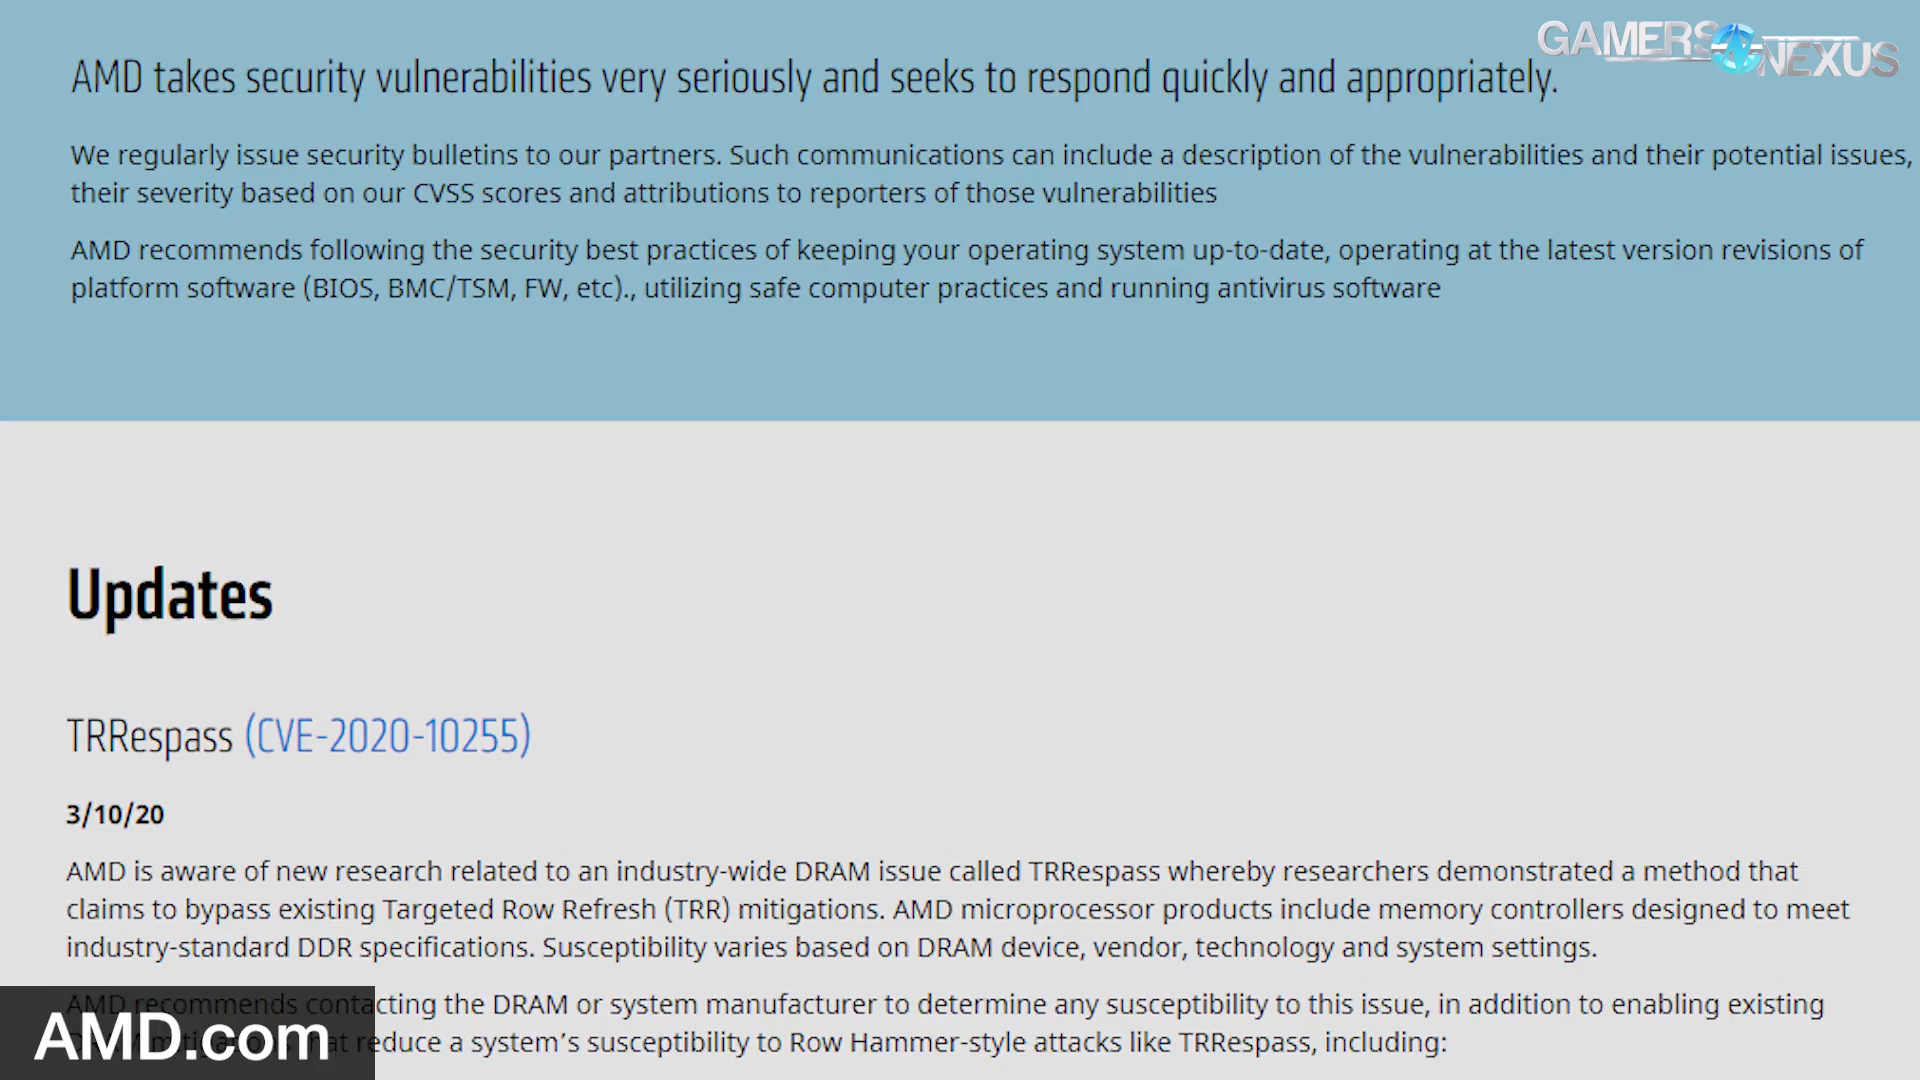 GAMERS NEXUS
AMD takes security vulnerabilities very seriously and seeks to respond quickly and appropriately.
We regularly issue security bulletins to our partners. Such communications can include a description of the vulnerabilities and their potential issues,
their severity based on our CVSS scores and attributions to reporters of those vulnerabilities
AMD recommends following the security best practices of keeping your operating system up-to-date, operating at the latest version revisions of
platform software (BIOS, BMC/TSM, FW, etc)., utilizing safe computer practices and running antivirus software
Updates
TRRespass (CVE-2020-10255)
3/10/20
AMD is aware of new research related to an industry-wide DRAM issue called TRRespass whereby researchers demonstrated a method that
claims to bypass existing Targeted Row Refresh (TRR) mitigations. AMD microprocessor products include memory controllers designed to meet
industry-standard DDR specifications. Susceptibility varies based on DRAM device, vendor, technology and system settings.
AMD recommends contacting the DRAM or system manufacturer to determine any susceptibility to this issue, in addition to enabling existing
reduce a system's susceptibility to Row Hammer-style attacks like TRRespass, including:
AMD.com